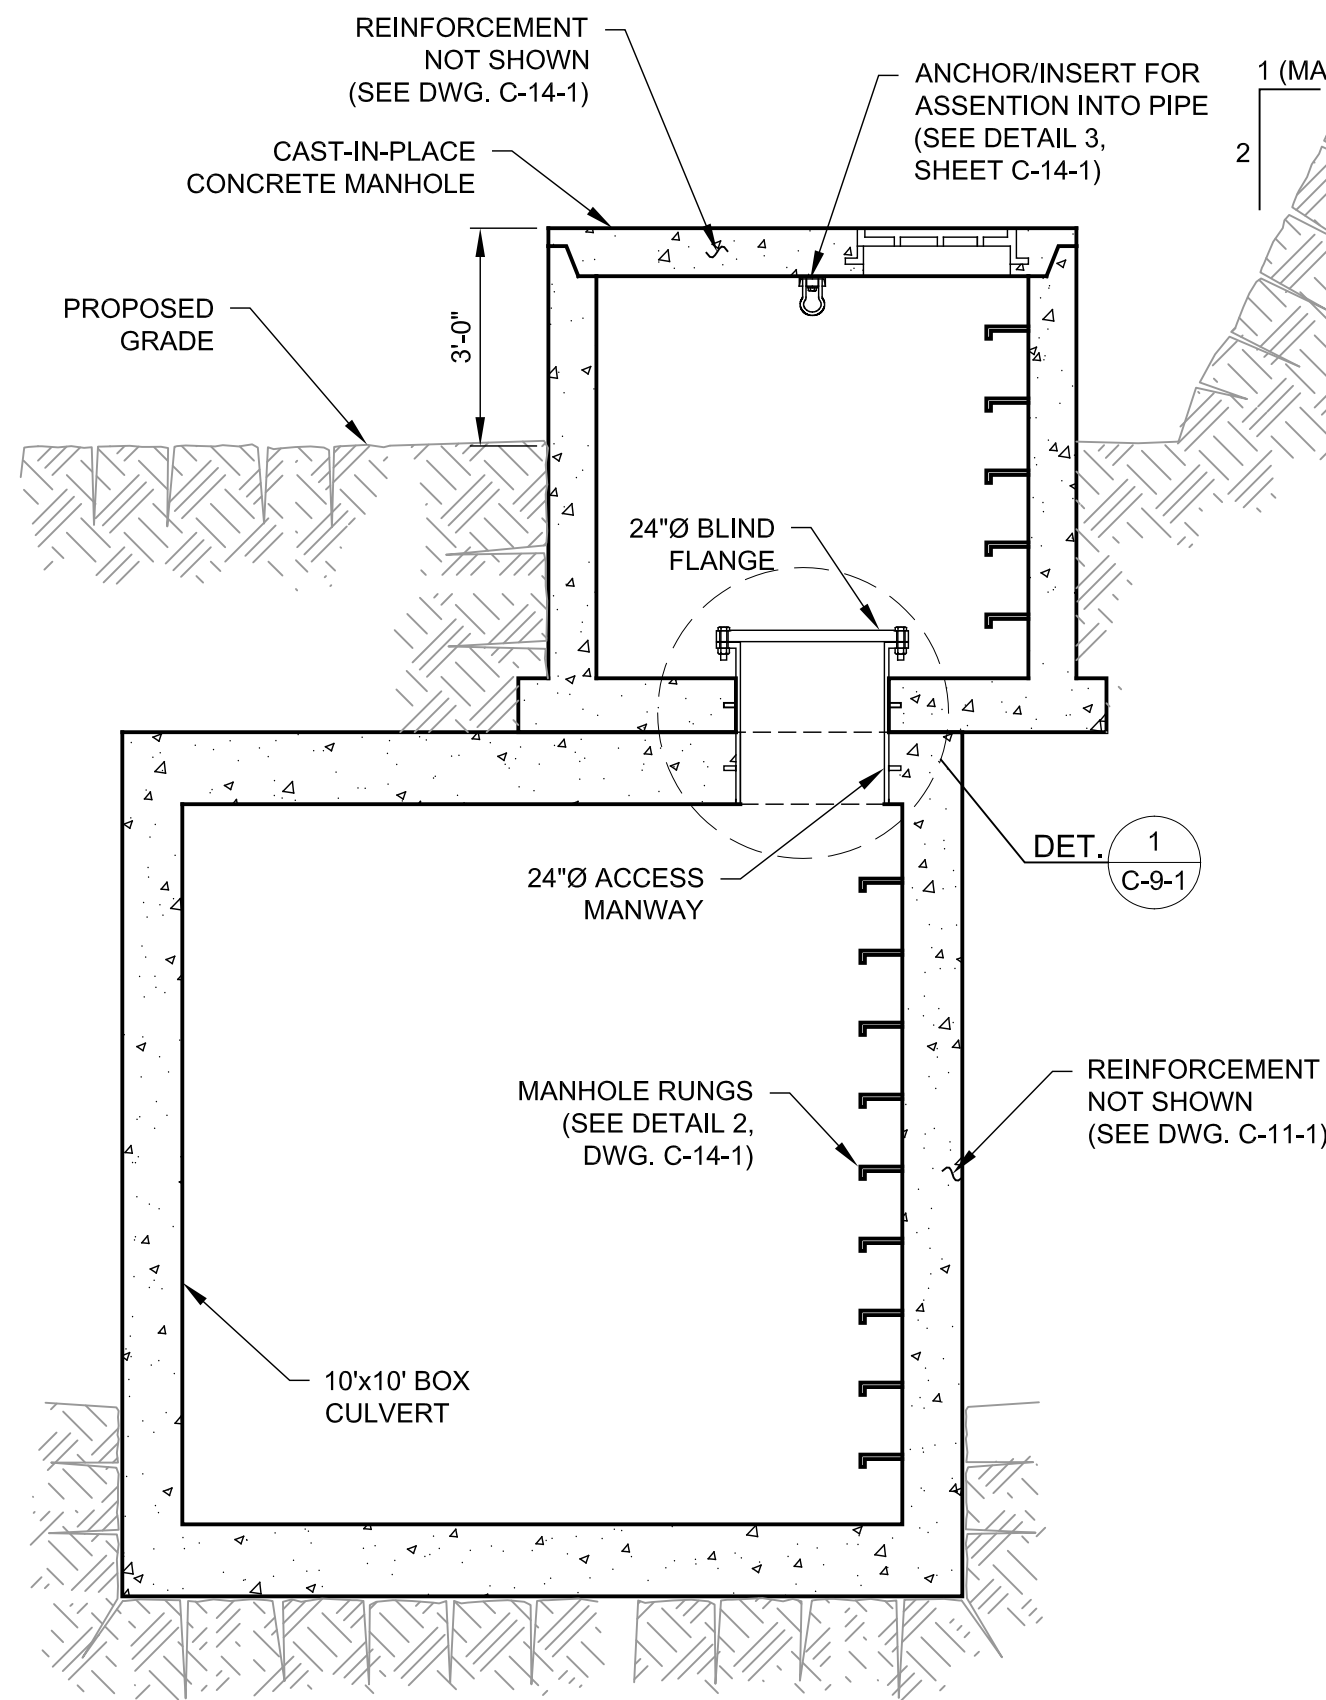 REINFORCEMENT
NOT SHOWN
(SEE DWG. C-14-1)
ANCHOR/INSERT FOR
ASSENTION INTO PIPE
(SEE DETAIL 3,
SHEET C-14-1)
1 (MA
2
CAST-IN-PLACE
CONCRETE MANHOLE
PROPOSED
GRADE
3'-0"
24"Ø BLIND
FLANGE
DET.
1
C-9-1
24"Ø ACCESS
MANWAY
MANHOLE RUNGS
(SEE DETAIL 2,
DWG. C-14-1)
REINFORCEMENT
NOT SHOWN
(SEE DWG. C-11-1)
10'x10' BOX
CULVERT